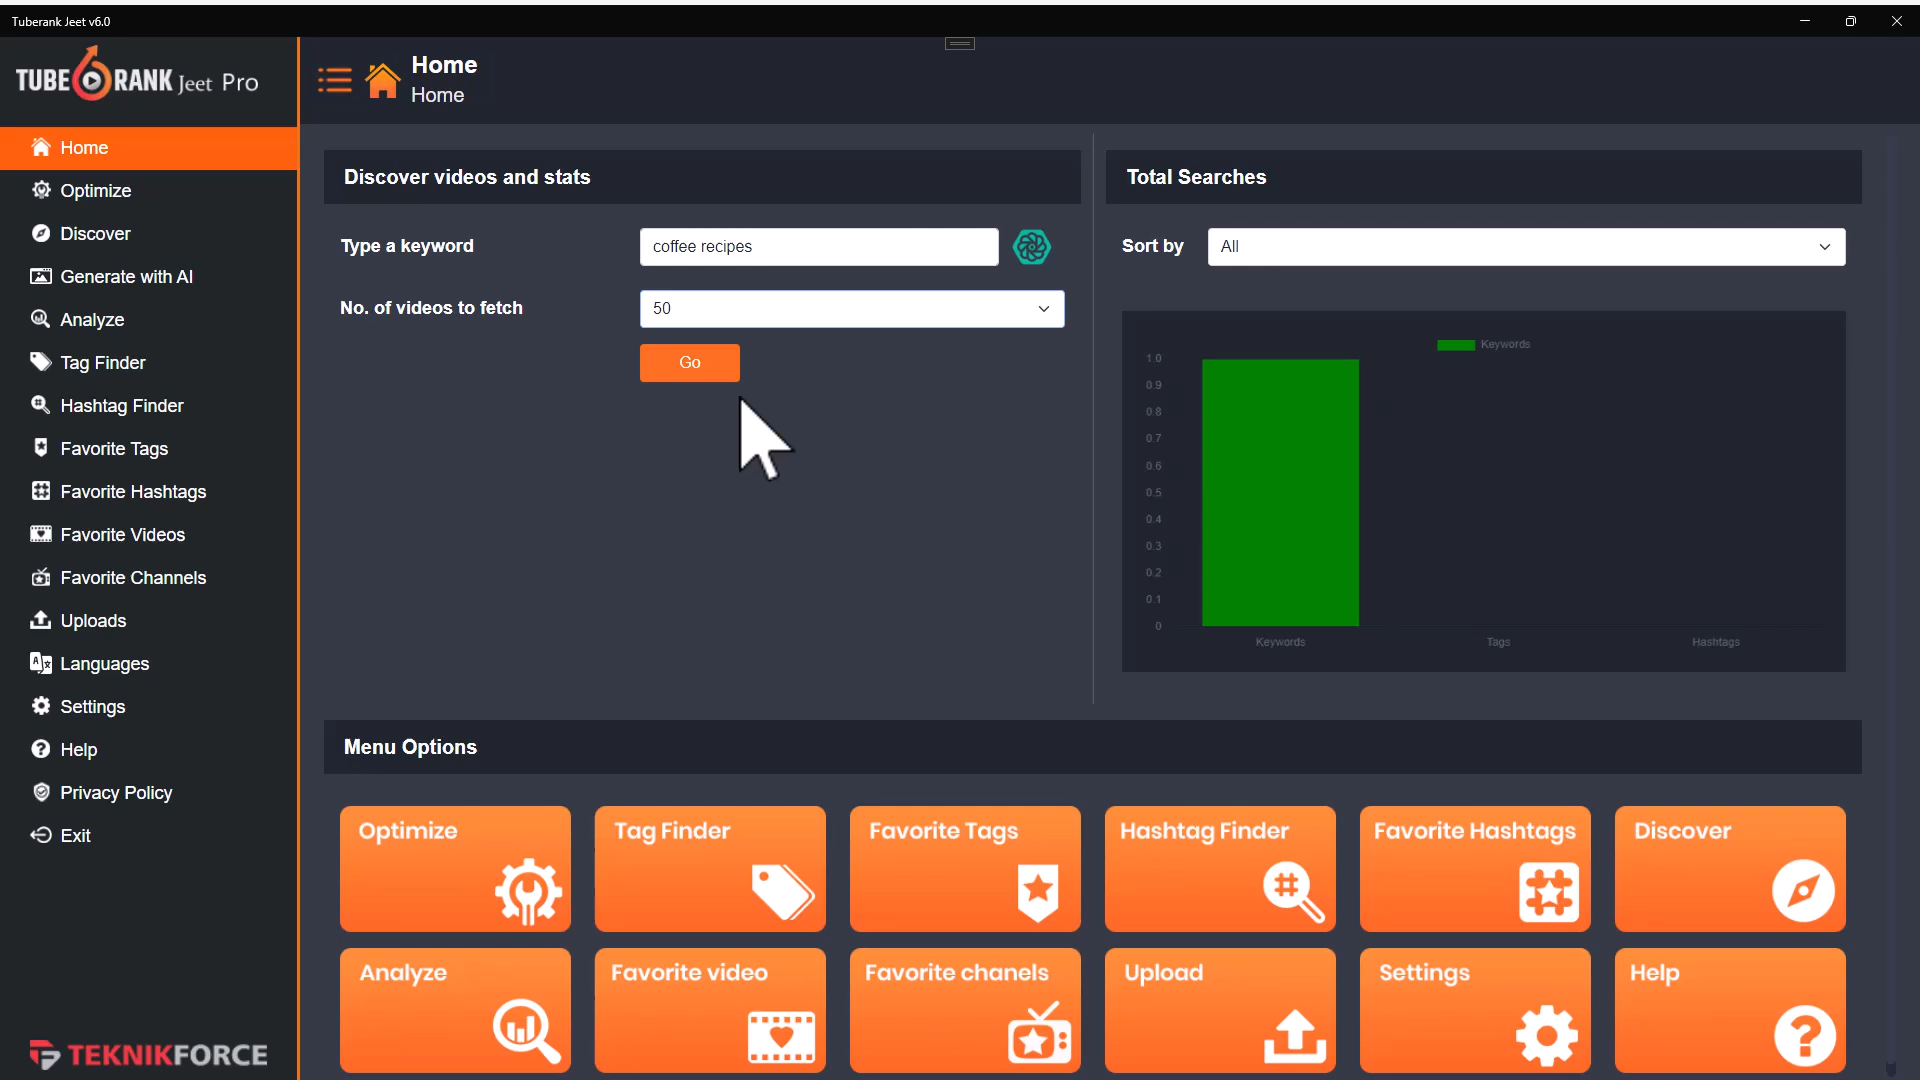 Tuberank Jeet v6.0
TUBE RANK Jeet Pro
Home
Home
Home
Optimize
Discover
Generate with AI
Analyze
Tag Finder
Hashtag Finder
Favorite Tags
Favorite Hashtags
Favorite Videos
Favorite Channels
Uploads
Languages
Settings
Help
Privacy Policy
Exit
TEKNIKFORCE
Discover videos and stats
Type a keyword
coffee recipes
No. of videos to fetch
50
Go
Total Searches
Sort by
All
Keywords
1.0
0.9
0.8
0.7
0.6
0.5
0.4
0.3
0.2
0.1
0
Keywords
Tags
Hashtags
Menu Options
Optimize
Tag Finder
Favorite Tags
Hashtag Finder
Favorite Hashtags
Discover
Analyze
Favorite video
Favorite chanels
Upload
Settings
Help